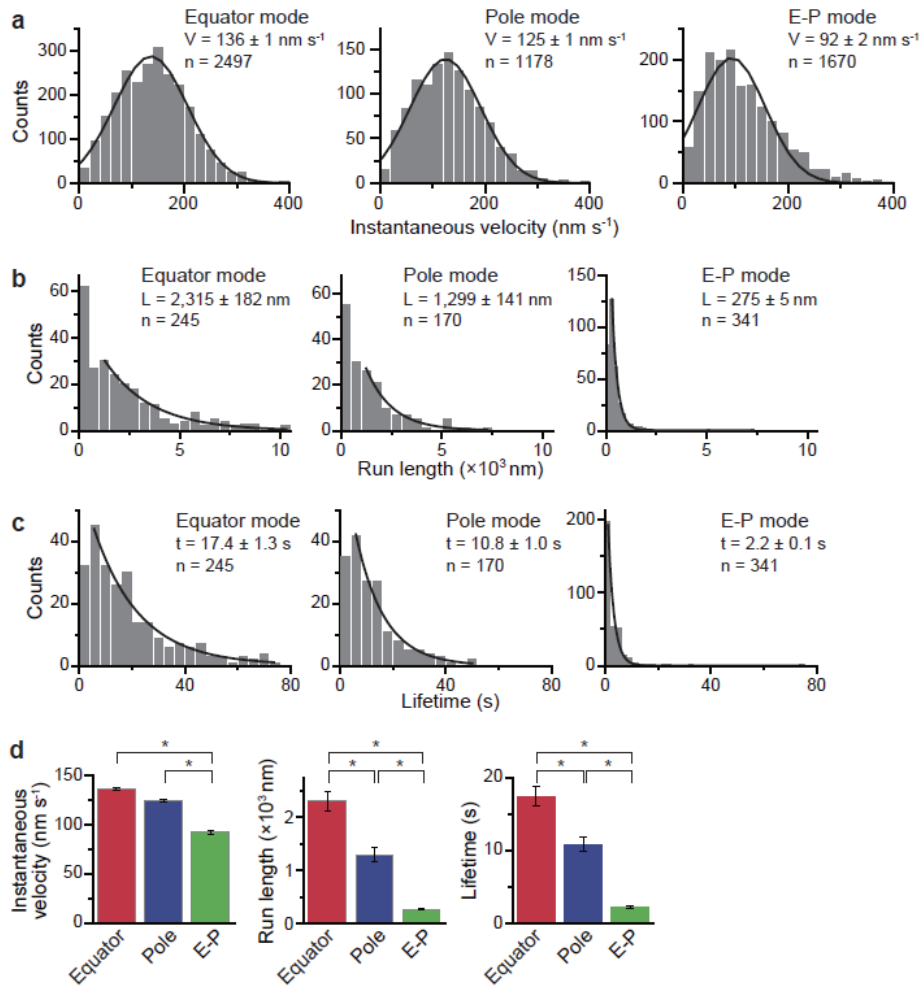 a
Equator mode
V = 136 ± 1 nm s⁻¹
n = 2497
Pole mode
V = 125 ± 1 nm s⁻¹
n = 1178
E-P mode
V = 92 ± 2 nm s⁻¹
n = 1670
Counts
300
200
100
0
150
100
50
0
200
100
0
0 200 400
0 200 400
0 200 400
Instantaneous velocity (nm s⁻¹)
b
Equator mode
L = 2,315 ± 182 nm
n = 245
Pole mode
L = 1,299 ± 141 nm
n = 170
E-P mode
L = 275 ± 5 nm
n = 341
Counts
60
40
20
0
60
40
20
0
150
100
50
0
0 5 10
0 5 10
0 5 10
Run length (×10³ nm)
c
Equator mode
t = 17.4 ± 1.3 s
n = 245
Pole mode
t = 10.8 ± 1.0 s
n = 170
E-P mode
t = 2.2 ± 0.1 s
n = 341
Counts
40
20
0
40
20
0
200
100
0
0 40 80
0 40 80
0 40 80
Lifetime (s)
d
Instantaneous
velocity (nm s⁻¹)
150
125
100
75
50
25
0
* *
Equator Pole E-P
Run length (×10³ nm)
2
1
0
* * *
Equator Pole E-P
Lifetime (s)
20
10
0
* * *
Equator Pole E-P